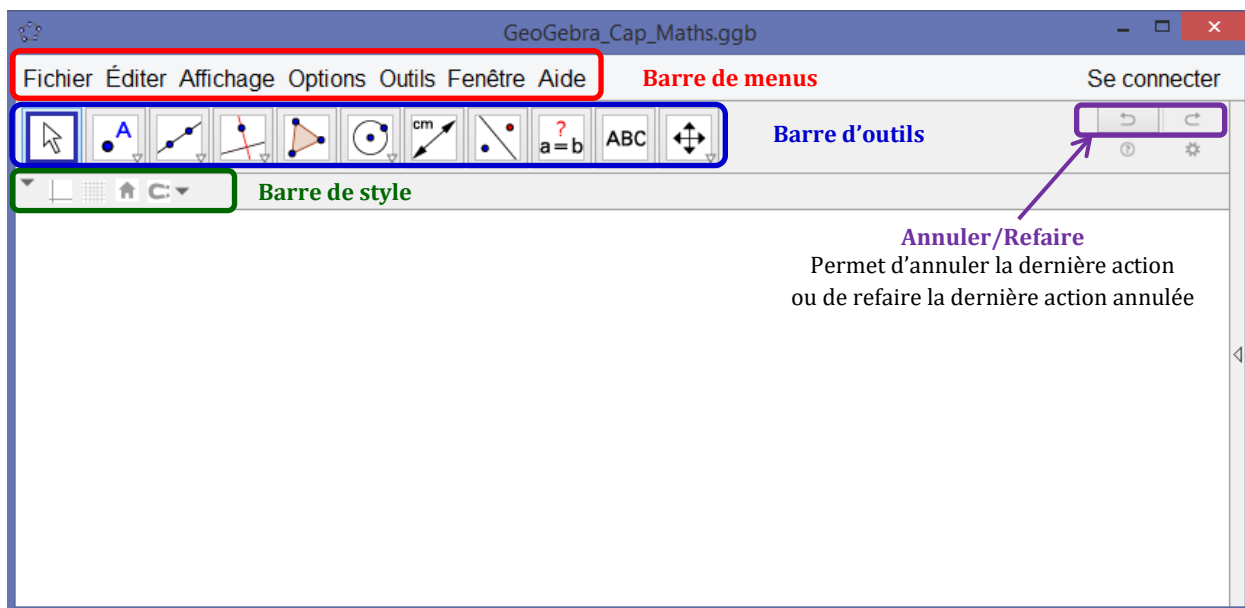 GeoGebra_Cap_Maths.ggb
Fichier Éditer Affichage Options Outils Fenêtre Aide
Barre de menus
Se connecter
A
cm
?
a = b
ABC
Barre d’outils
Barre de style
Annuler/Refaire
Permet d’annuler la dernière action
ou de refaire la dernière action annulée